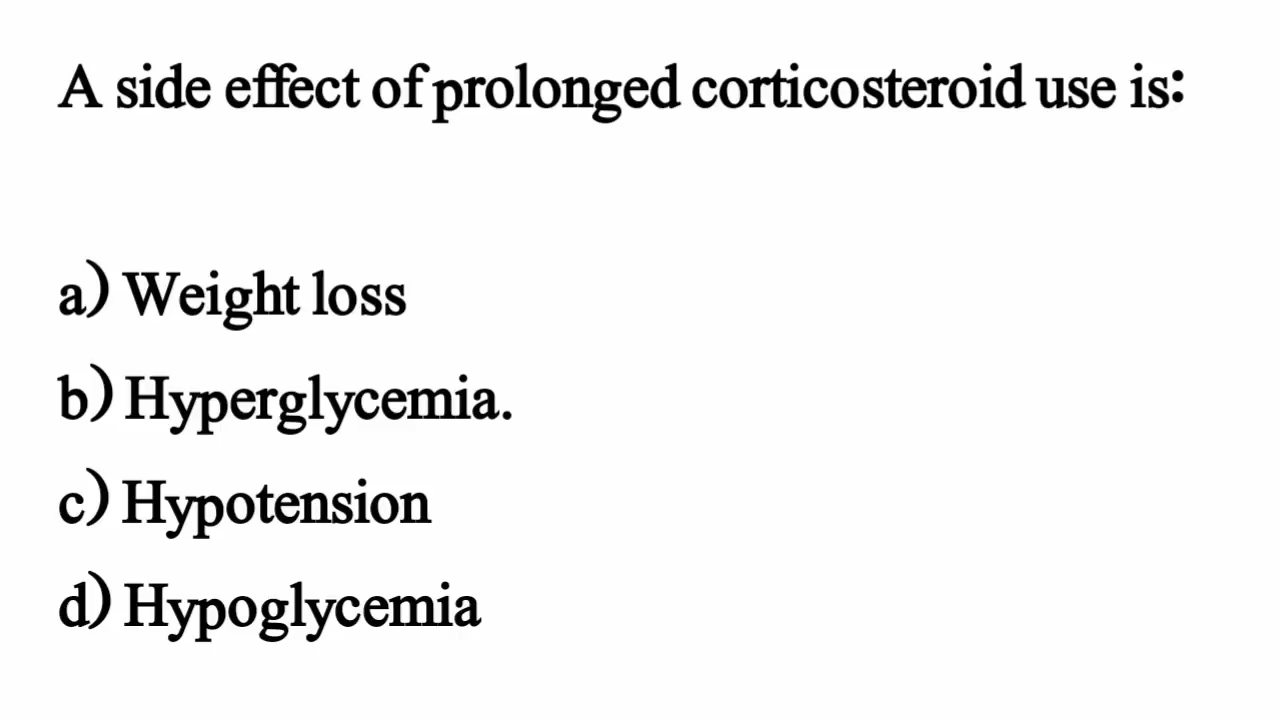 A side effect of prolonged corticosteroid use is:
a) Weight loss
b) Hyperglycemia.
c) Hypotension
d) Hypoglycemia